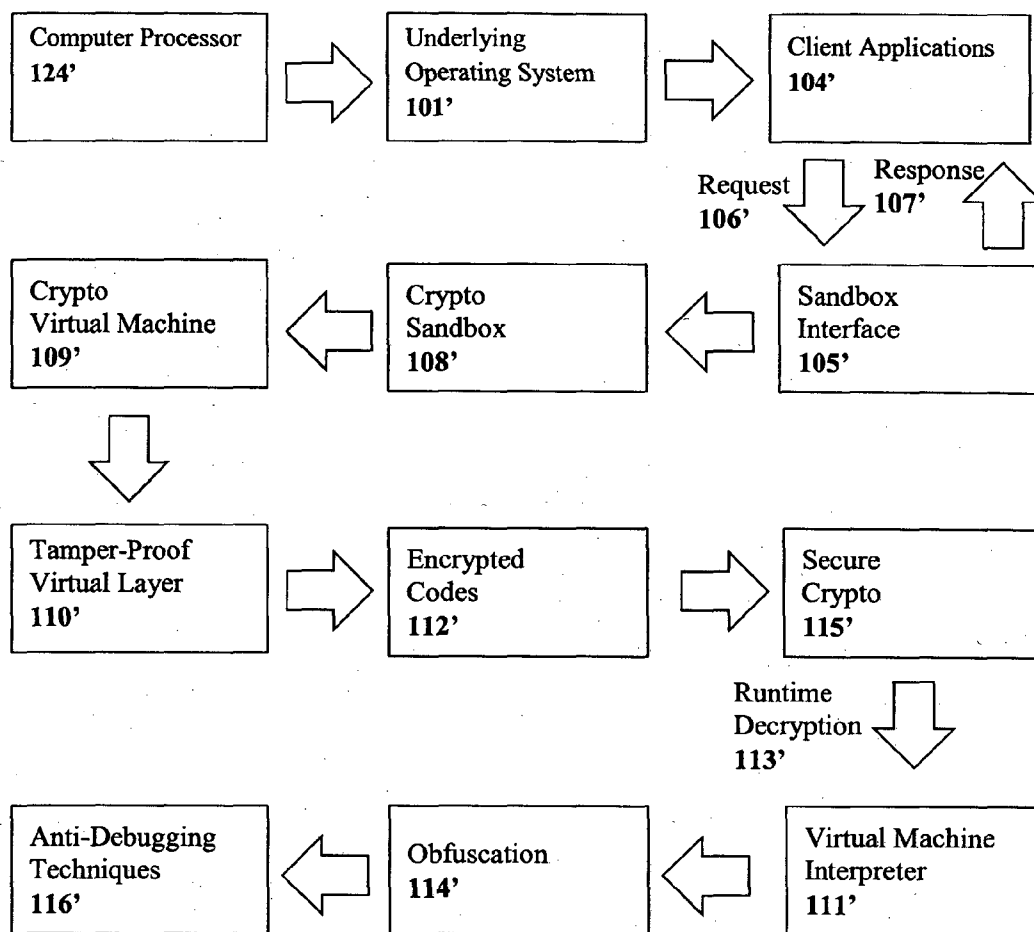 Computer Processor
124’
Underlying
Operating System
101’
Client Applications
104’
Request
106’
Response
107’
Crypto
Virtual Machine
109’
Crypto
Sandbox
108’
Sandbox
Interface
105’
Tamper-Proof
Virtual Layer
110’
Encrypted
Codes
112’
Secure
Crypto
115’
Runtime
Decryption
113’
Anti-Debugging
Techniques
116’
Obfuscation
114’
Virtual Machine
Interpreter
111’